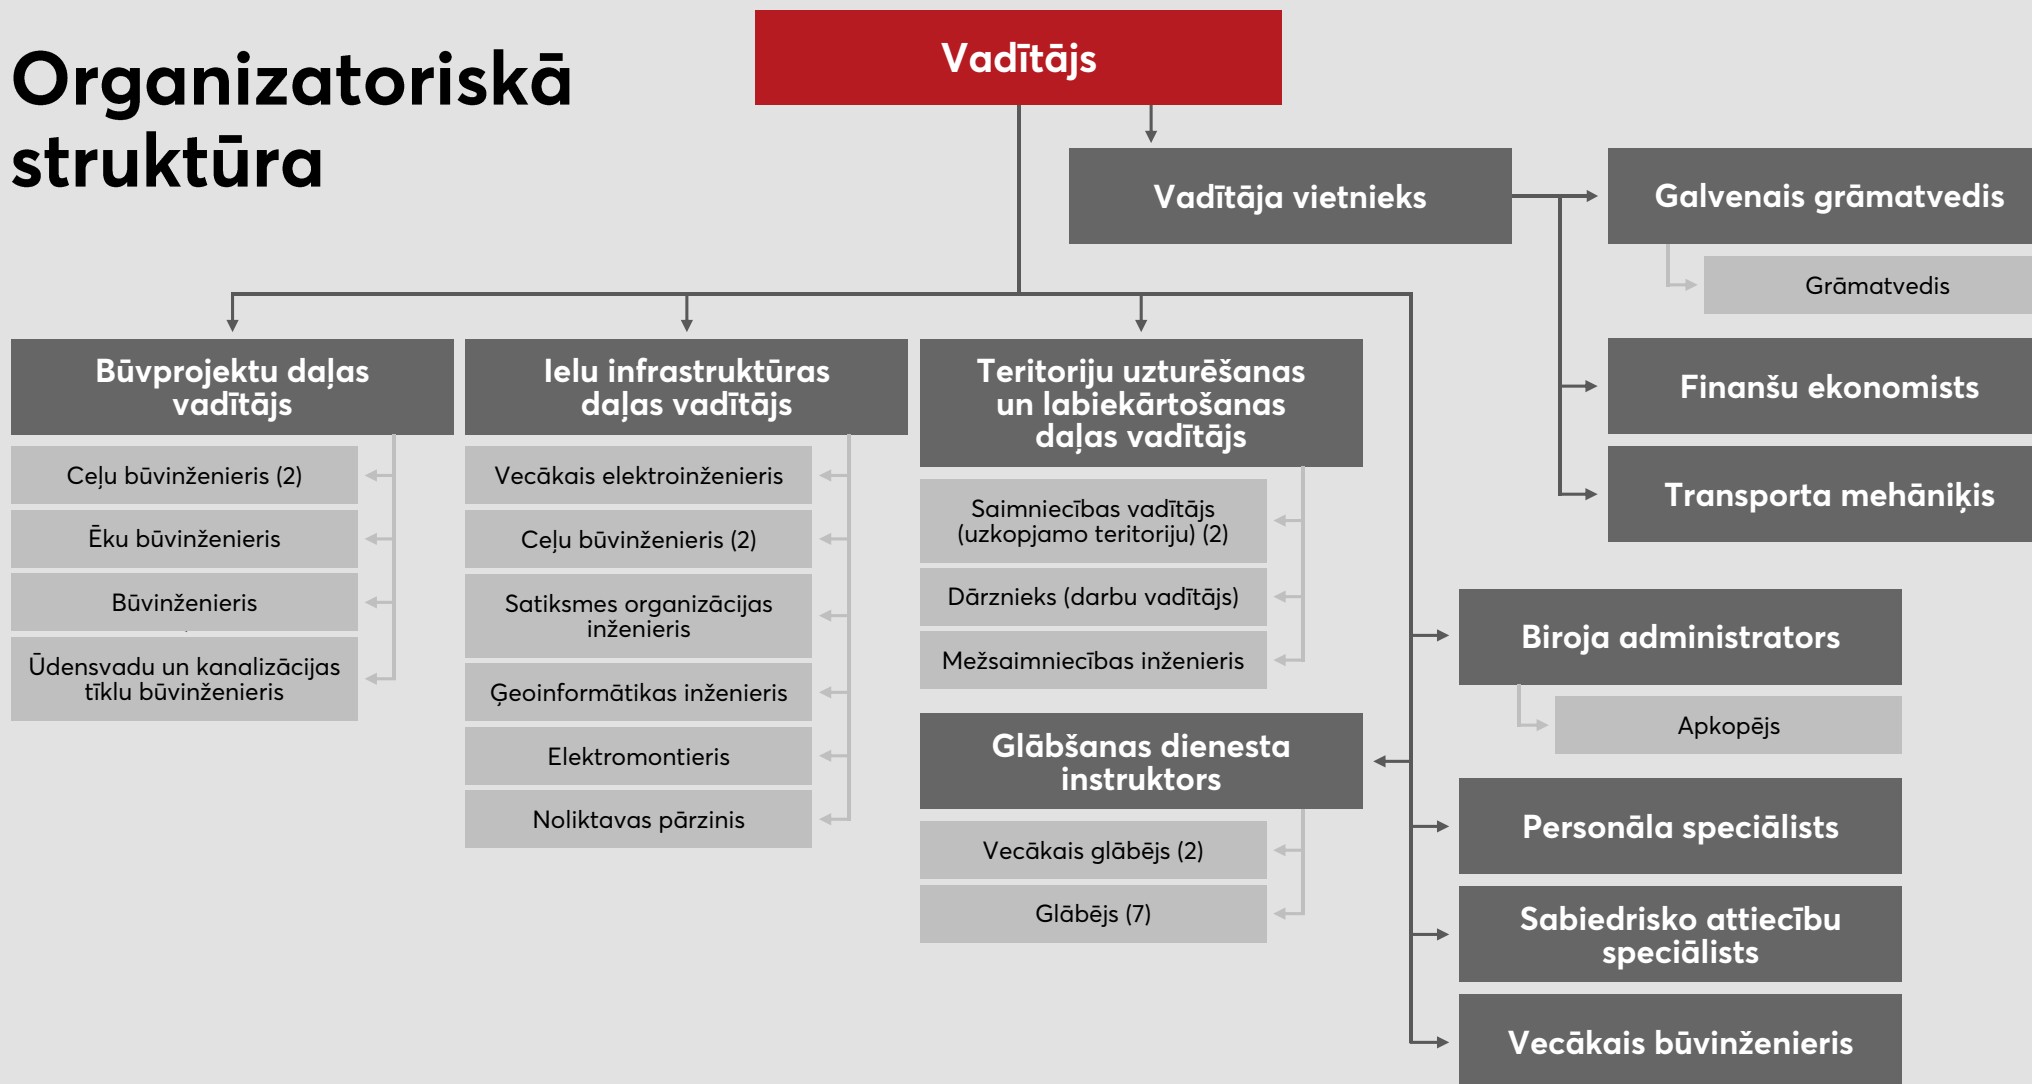 Organizatoriskā
struktūra
Vadītājs
Vadītāja vietnieks
Galvenais grāmatvedis
Grāmatvedis
Finanšu ekonomists
Transporta mehāniķis
Būvprojektu daļas
vadītājs
Ceļu būvinženieris (2)
Ēku būvinženieris
Būvinženieris
Ūdensvadu un kanalizācijas
tīklu būvinženieris
Ielu infrastruktūras
daļas vadītājs
Vecākais elektroinženieris
Ceļu būvinženieris (2)
Satiksmes organizācijas
inženieris
Ģeoinformātikas inženieris
Elektromontieris
Noliktavas pārzinis
Teritoriju uzturēšanas
un labiekārtošanas
daļas vadītājs
Saimniecības vadītājs
(uzkopjamo teritoriju) (2)
Dārznieks (darbu vadītājs)
Mežsaimniecības inženieris
Glābšanas dienesta
instruktors
Vecākais glābējs (2)
Glābējs (7)
Biroja administrators
Apkopējs
Personāla speciālists
Sabiedrisko attiecību
speciālists
Vecākais būvinženieris